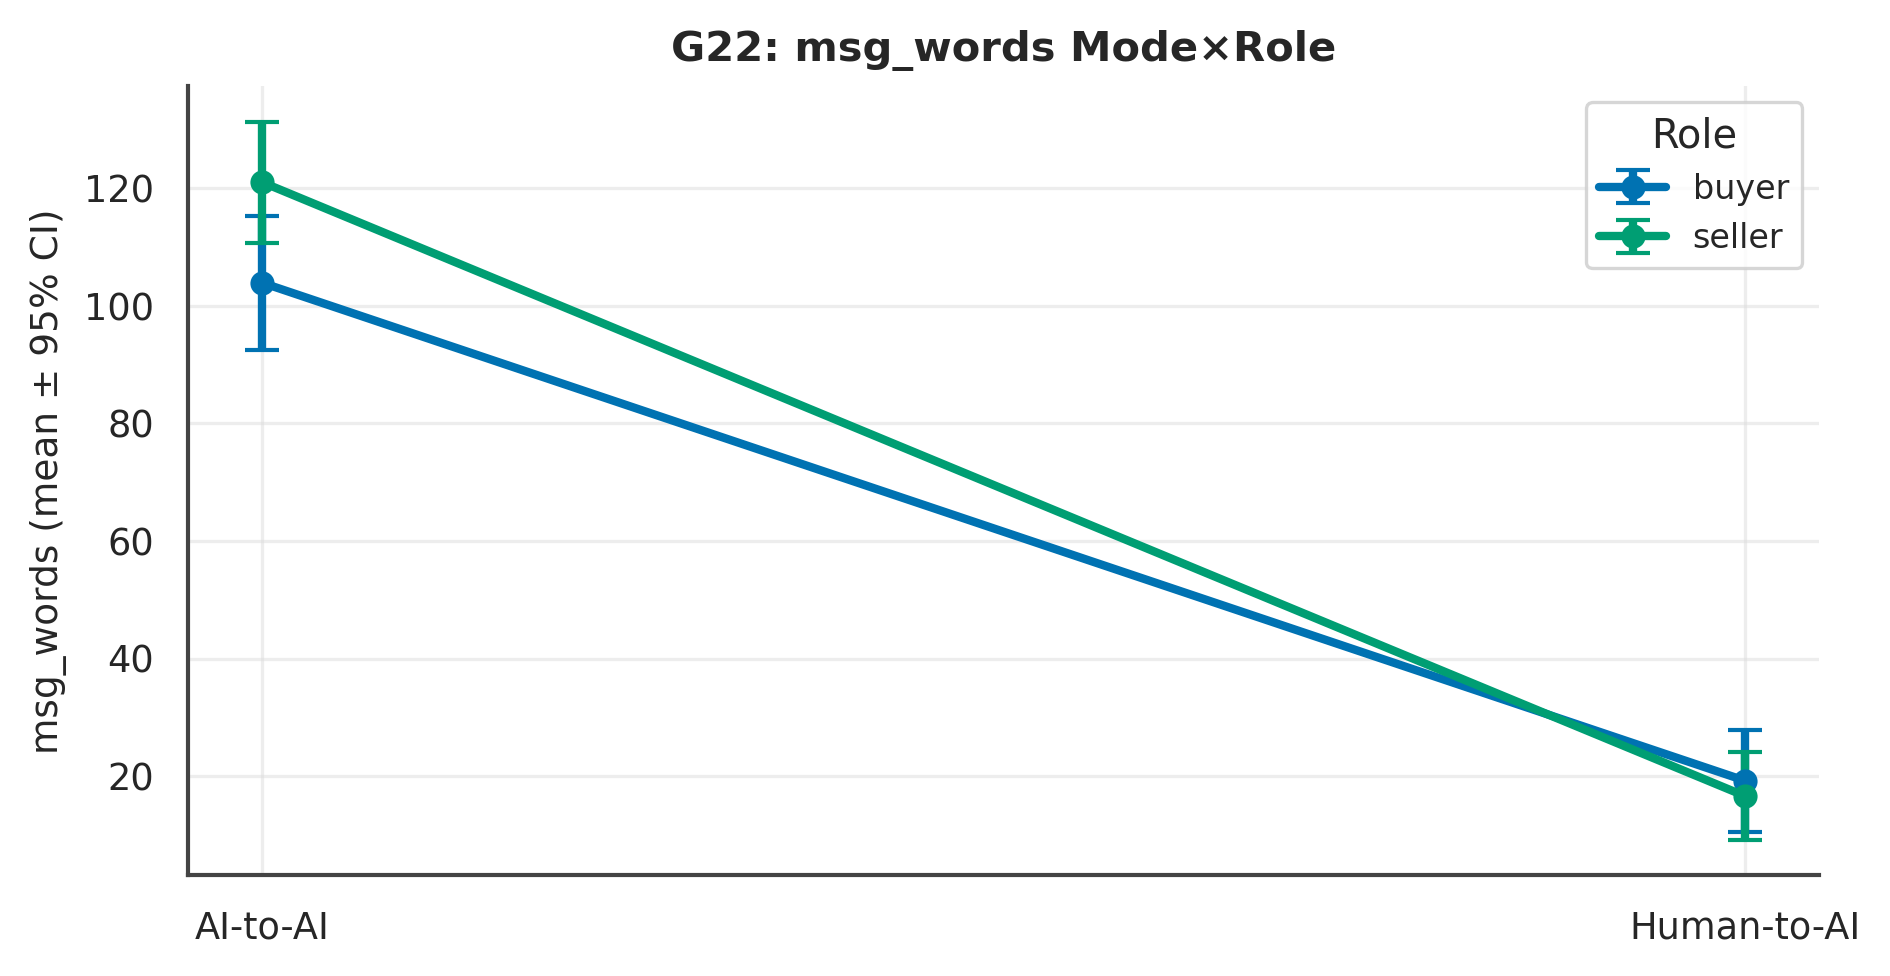 G22: msg_words Mode×Role
msg_words (mean ± 95% CI)
120
100
80
60
40
20
Role
buyer
seller
AI-to-AI
Human-to-AI